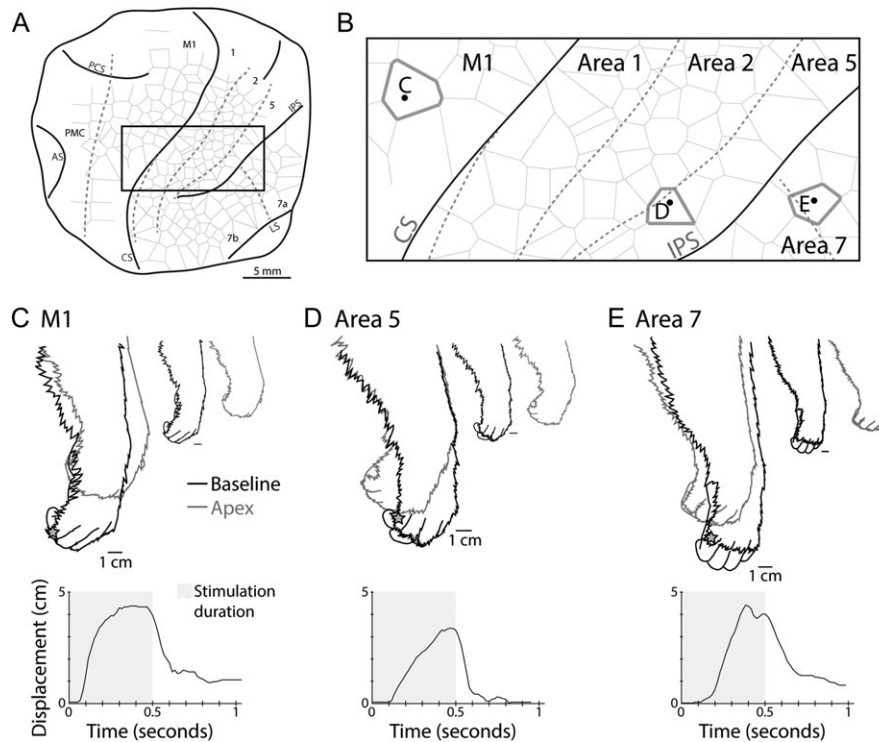 A
B
PCS
M1
1
2
5
IPS
PMC
AS
7a
LS
7b
CS
5 mm
M1
Area 1
Area 2
Area 5
C
D
E
CS
IPS
Area 7
C M1
D Area 5
E Area 7
Baseline
Apex
1 cm
1 cm
1 cm
Displacement (cm)
5
0
0 0.5 1
Time (seconds)
Stimulation
duration
5
0
0 0.5 1
Time (seconds)
5
0
0 0.5 1
Time (seconds)